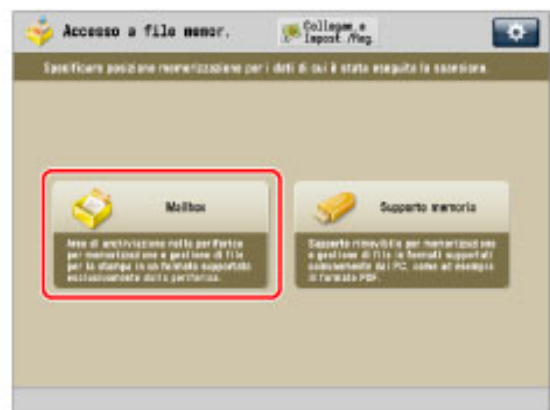 Accesso a file memor.
Collegam. e
Impost./Reg.
Specificare posizione memorizzazione per i dati di cui è stata eseguita la scansione.
Mailbox
Area di archiviazione nella periferica
per memorizzazione e gestione di file
per la stampa in un formato supportato
esclusivamente dalla periferica.
Supporto memoria
Supporto rimovibile per memorizzazione
e gestione di file in formati supportati
comunemente dai PC, come ad esempio
il formato PDF.